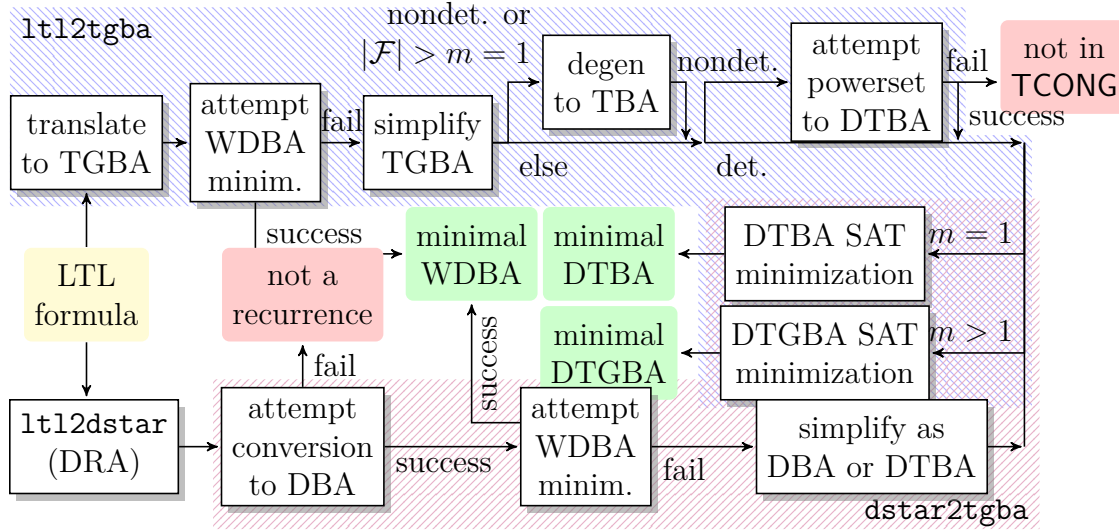 ltl2tgba
nondet. or
|ℱ| > m = 1
degen
to TBA
nondet.
attempt
powerset
to DTBA
fail
not in
TCONG
success
translate
to TGBA
attempt
WDBA
minim.
fail
simplify
TGBA
else
det.
success
LTL
formula
not a
recurrence
minimal
WDBA
minimal
DTBA
DTBA SAT
minimization
m = 1
minimal
DTGBA
DTGBA SAT
minimization
m > 1
fail
success
ltl2dstar
(DRA)
attempt
conversion
to DBA
success
attempt
WDBA
minim.
fail
simplify as
DBA or DTBA
dstar2tgba